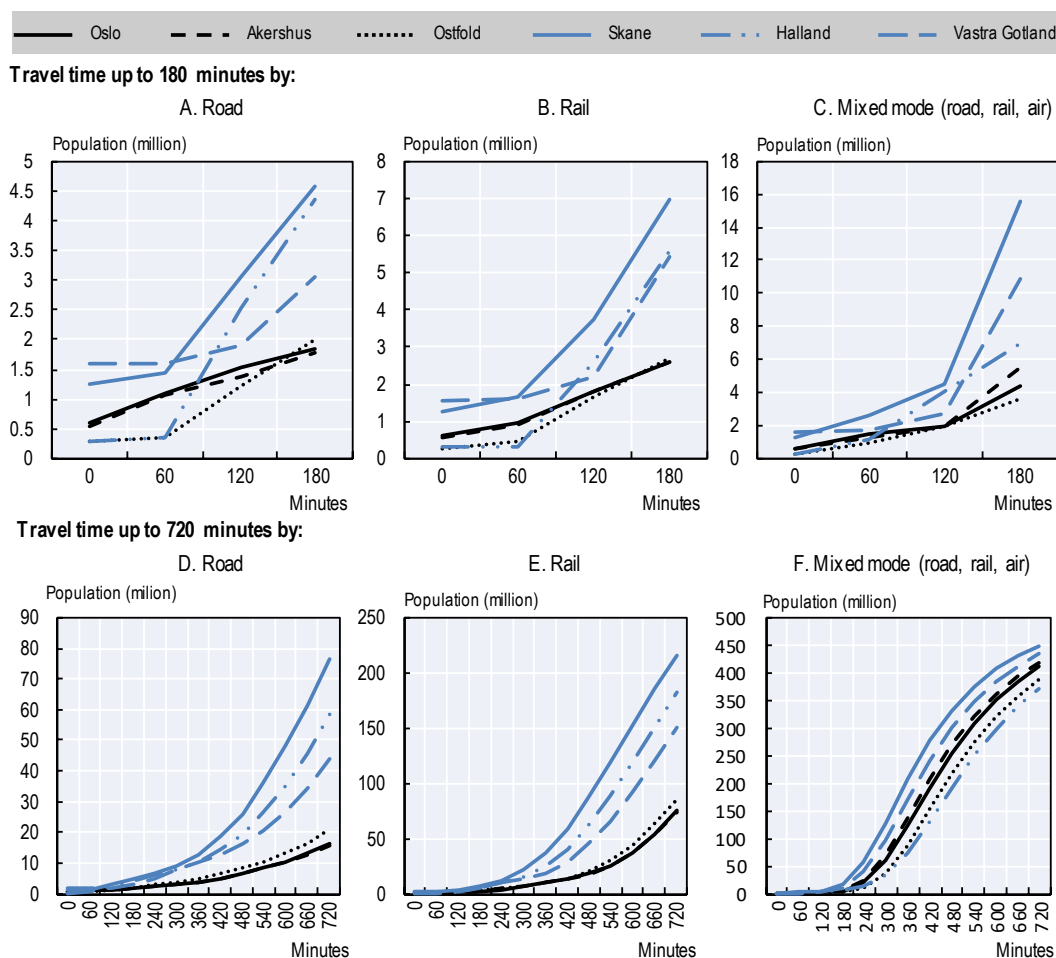 Oslo Akershus Ostfold Skane Halland Vastra Gotland
Travel time up to 180 minutes by:
A. Road
Population (million)
5
4.5
4
3.5
3
2.5
2
1.5
1
0.5
0
0 60 120 180
Minutes
B. Rail
Population (million)
8
7
6
5
4
3
2
1
0
0 60 120 180
Minutes
C. Mixed mode (road, rail, air)
Population (million)
18
16
14
12
10
8
6
4
2
0
0 60 120 180
Minutes
Travel time up to 720 minutes by:
D. Road
Population (milion)
90
80
70
60
50
40
30
20
10
0
0 60 120 180 240 300 360 420 480 540 600 660 720
Minutes
E. Rail
Population (million)
250
200
150
100
50
0
0 60 120 180 240 300 360 420 480 540 600 660 720
Minutes
F. Mixed mode (road, rail, air)
Population (million)
500
450
400
350
300
250
200
150
100
50
0
0 60 120 180 240 300 360 420 480 540 600 660 720
Minutes